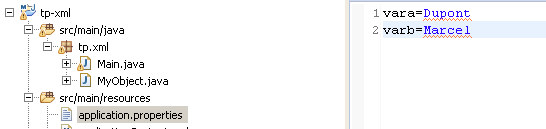 tp-xml
src/main/java
tp.xml
Main.java
MyObject.java
src/main/resources
application.properties
1 vara=Dupont
2 varb=Marcel